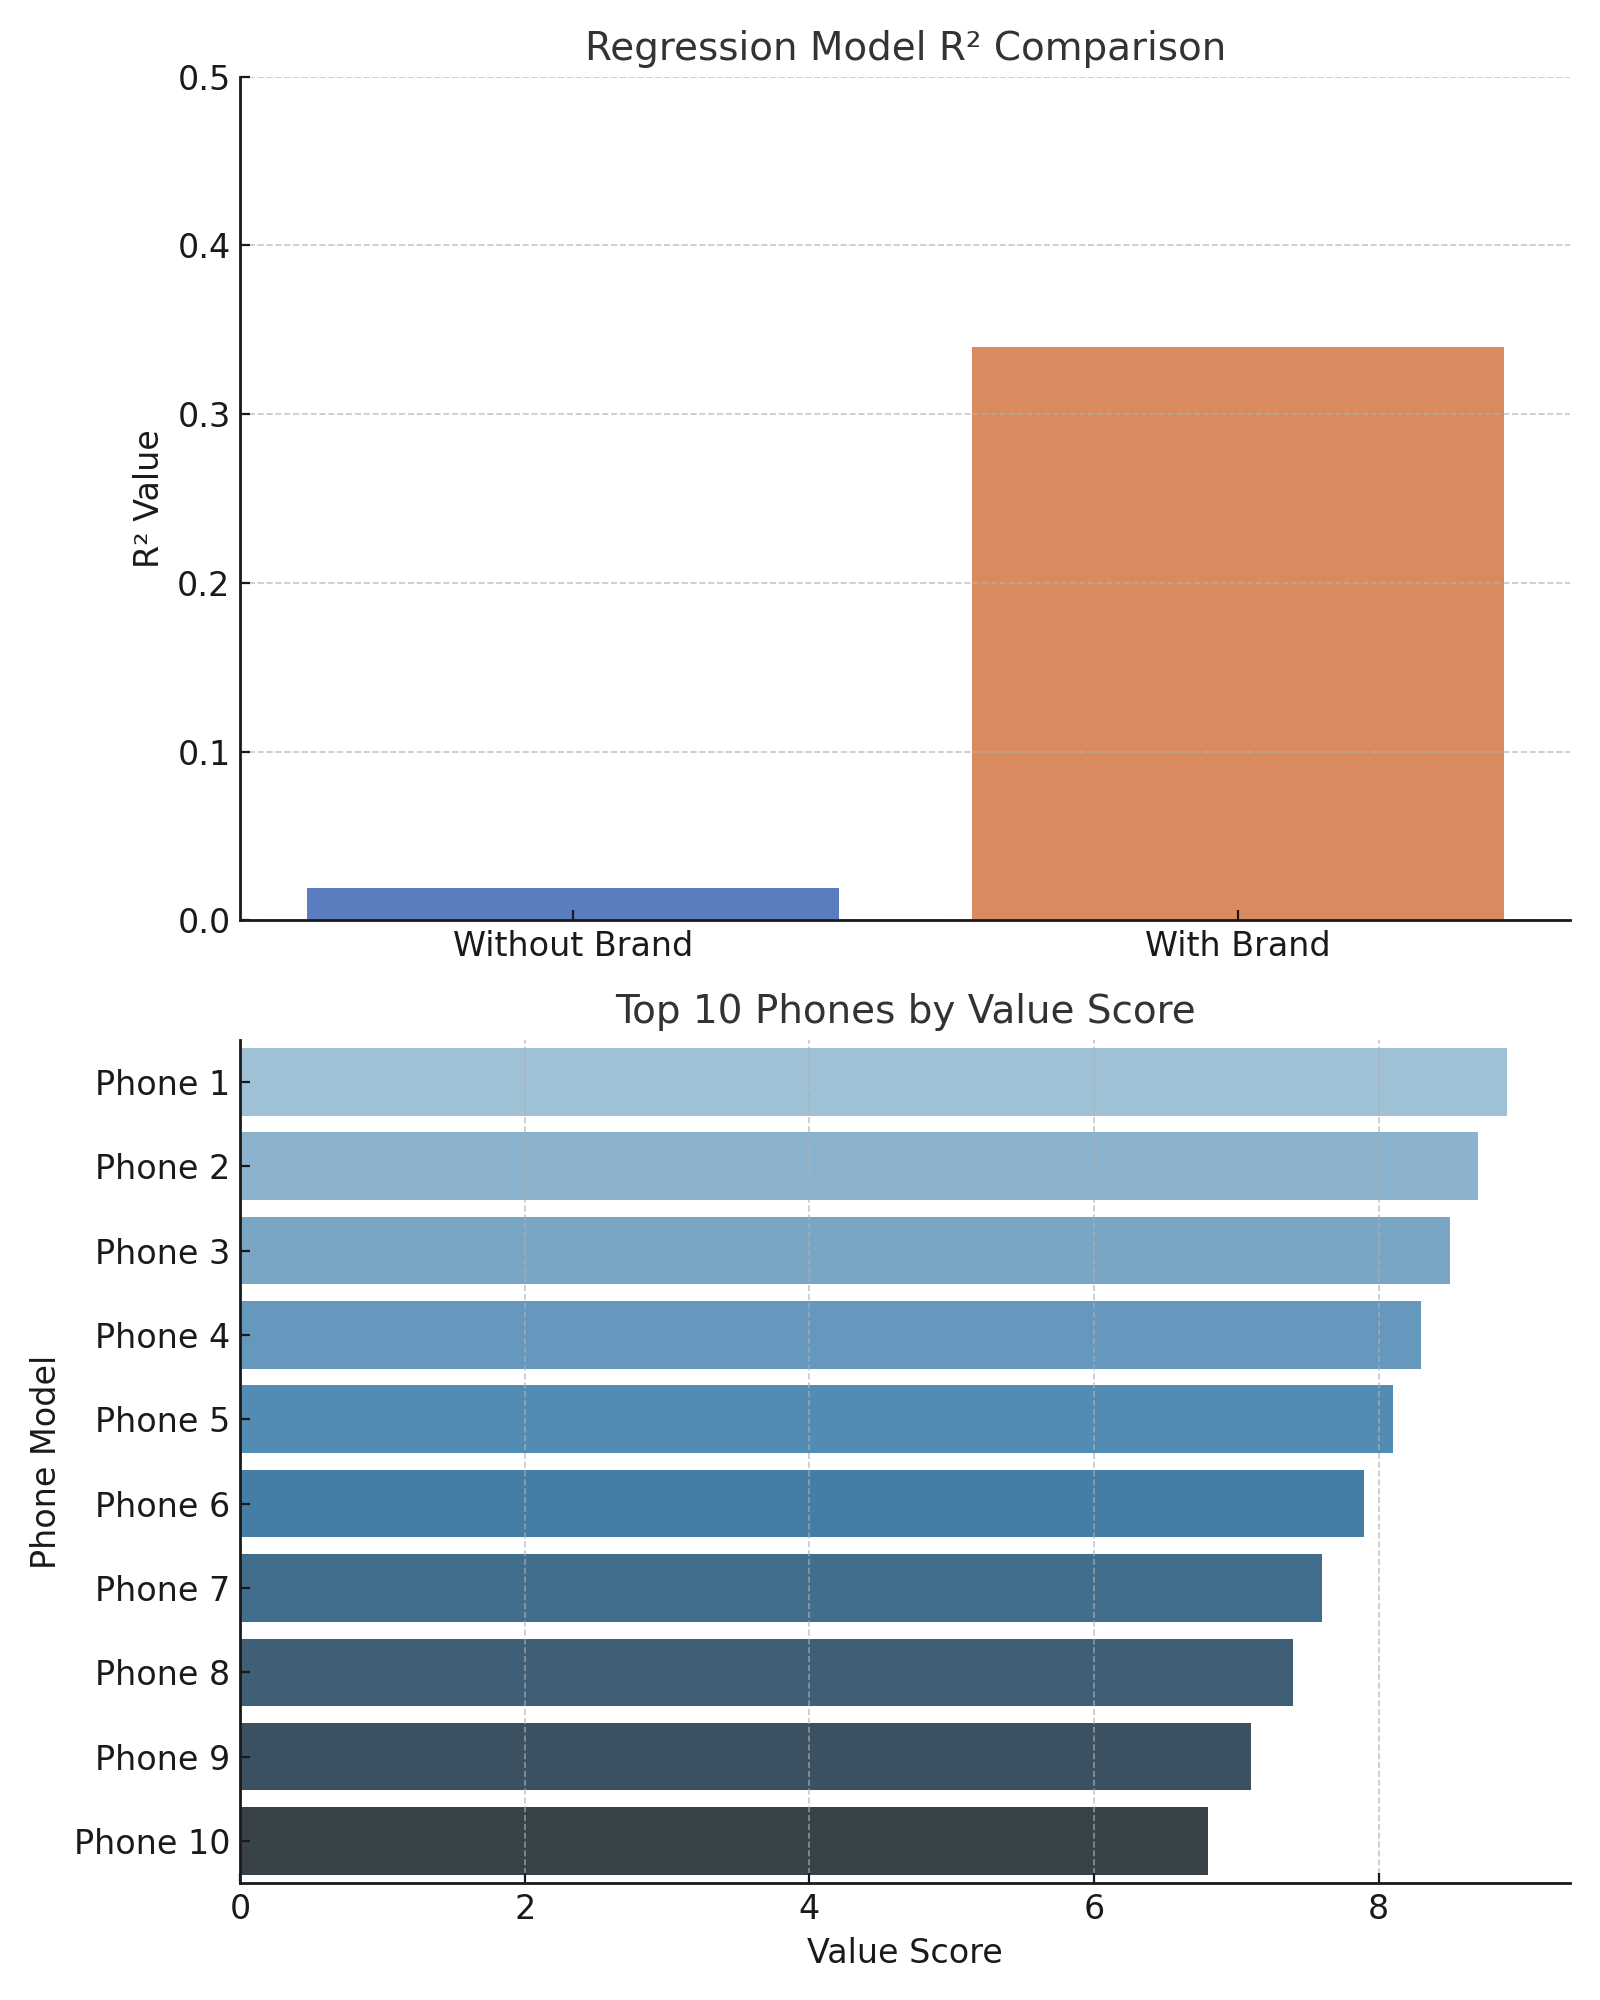 Regression Model R² Comparison
0.5
0.4
0.3
0.2
0.1
0.0
R² Value
Without Brand
With Brand
Top 10 Phones by Value Score
Phone Model
Phone 1
Phone 2
Phone 3
Phone 4
Phone 5
Phone 6
Phone 7
Phone 8
Phone 9
Phone 10
0 2 4 6 8
Value Score